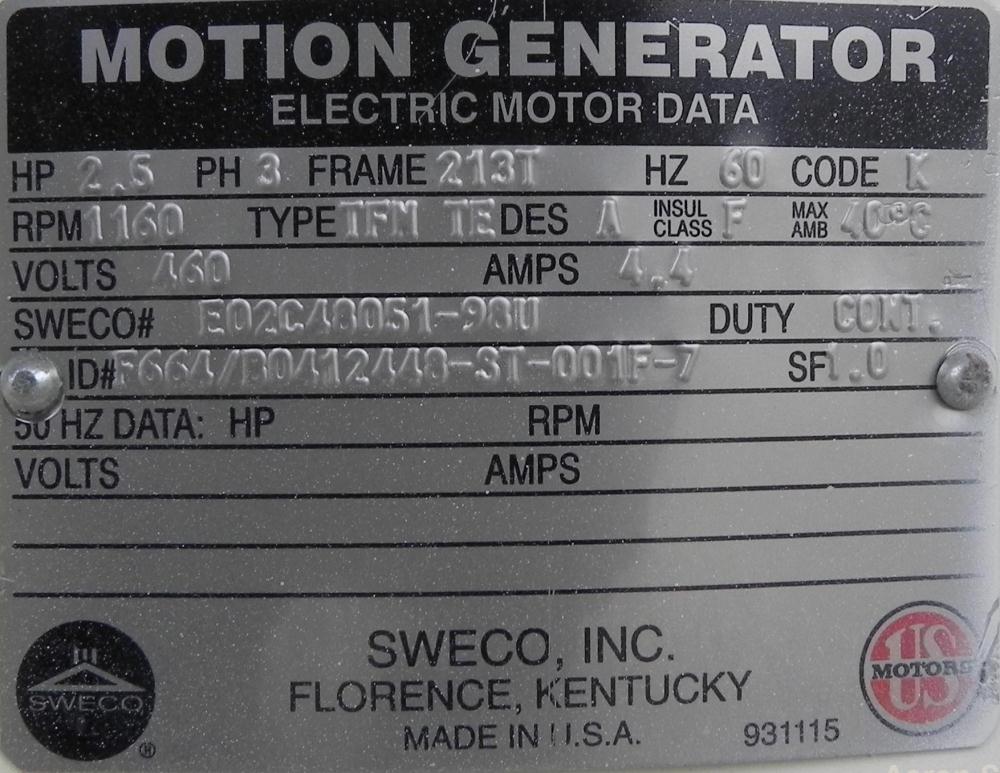 MOTION GENERATOR
ELECTRIC MOTOR DATA
HP 2.5 PH 3 FRAME 213T HZ 60 CODE K
RPM 1160 TYPE TFM TE DES A INSUL CLASS F MAX AMB 40°C
VOLTS 460 AMPS 4.4
SWECO# E02C48051-98U DUTY CONT.
ID# F664/B0412448-ST-001F-7 SF 1.0
50 HZ DATA: HP RPM
VOLTS AMPS
SWECO, INC.
FLORENCE, KENTUCKY
MADE IN U.S.A. 931115
SWECO
US
MOTORS